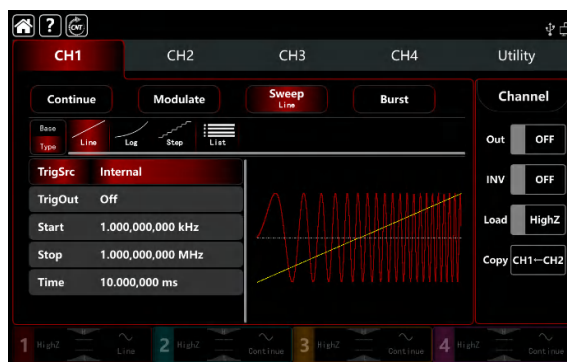 ? CNT
CH1 CH2 CH3 CH4 Utility
Continue Modulate Sweep Burst Channel
Line
Base
Type Line Log Step List
Out OFF
TrigSrc Internal
INV OFF
TrigOut Off
Load HighZ
Start 1.000,000,000 kHz
Stop 1.000,000,000 MHz
Copy CH1←CH2
Time 10.000,000 ms
1 HighZ Line 2 HighZ Continue 3 HighZ Continue 4 HighZ